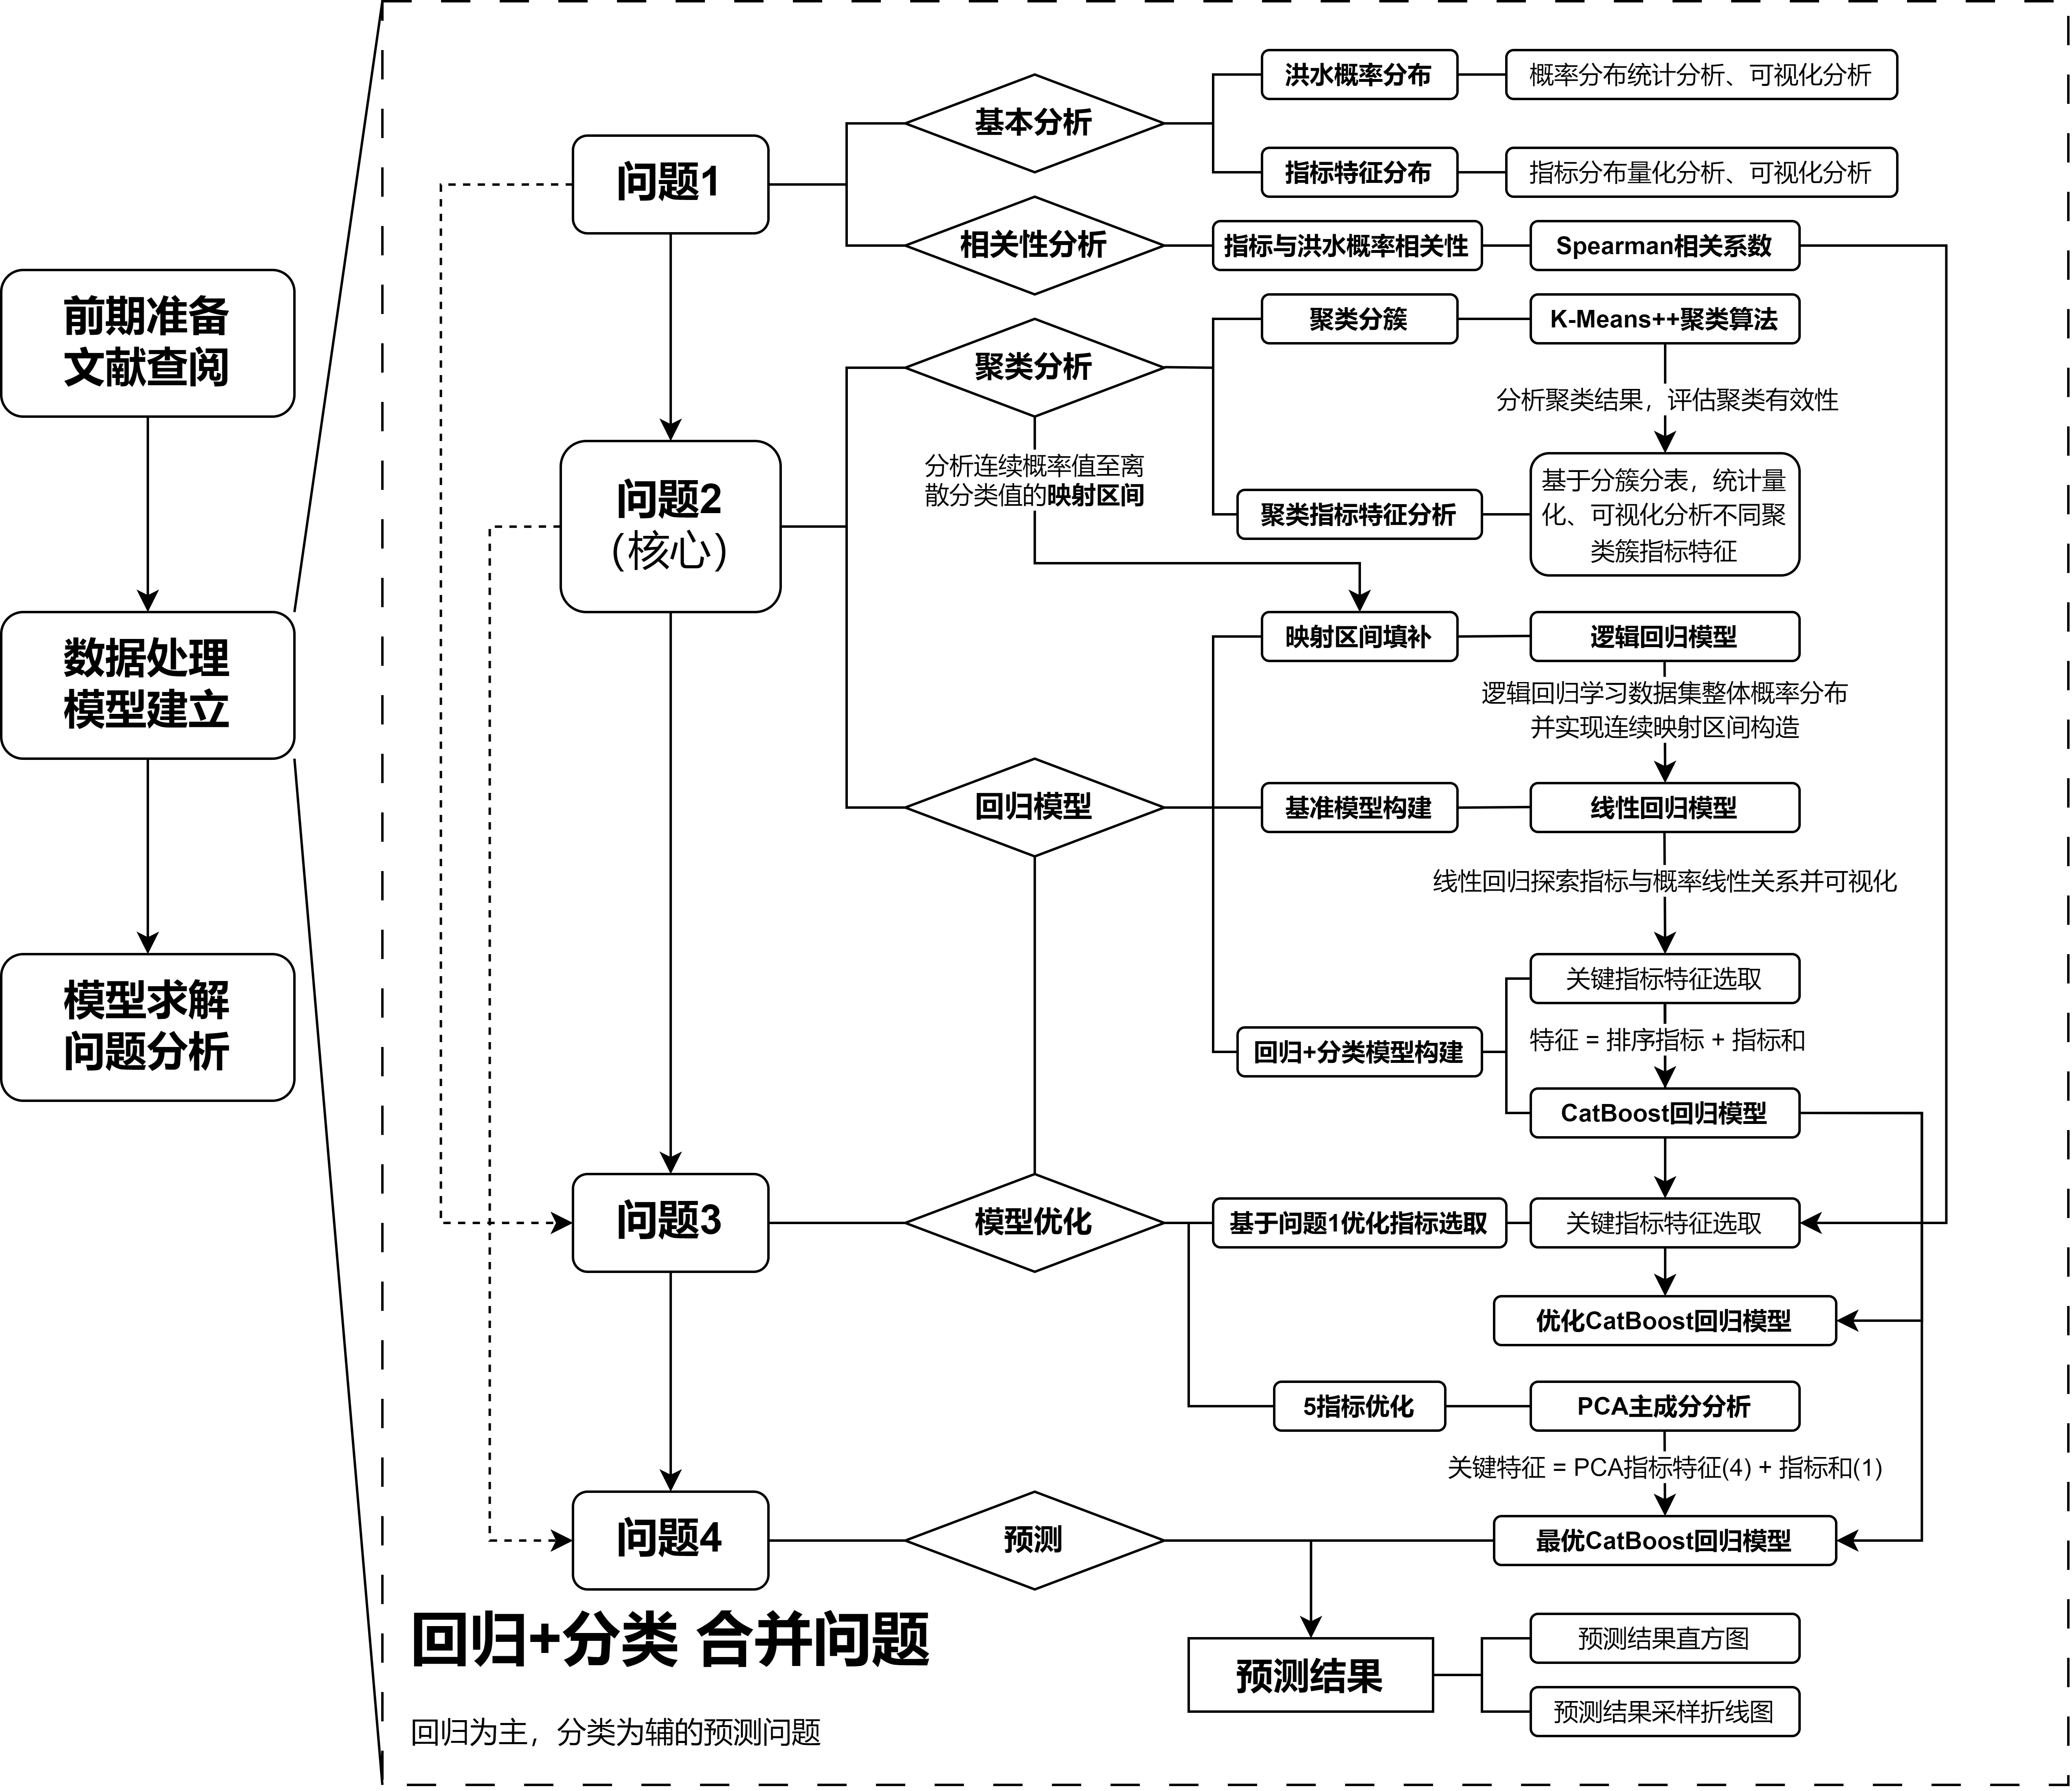 前期准备
文献查阅
数据处理
模型建立
模型求解
问题分析
问题1
基本分析
洪水概率分布
概率分布统计分析、可视化分析
指标特征分布
指标分布量化分析、可视化分析
相关性分析
指标与洪水概率相关性
Spearman相关系数
问题2
（核心）
聚类分析
聚类分簇
K-Means++聚类算法
分析聚类结果，评估聚类有效性
分析连续概率值至离
散分类值的映射区间
聚类指标特征分析
基于分簇分表，统计量
化、可视化分析不同聚
类簇指标特征
映射区间填补
逻辑回归模型
逻辑回归学习数据集整体概率分布
并实现连续映射区间构造
回归模型
基准模型构建
线性回归模型
线性回归探索指标与概率线性关系并可视化
关键指标特征选取
特征 = 排序指标 + 指标和
回归+分类模型构建
CatBoost回归模型
问题3
模型优化
基于问题1优化指标选取
关键指标特征选取
优化CatBoost回归模型
5指标优化
PCA主成分分析
关键特征 = PCA指标特征(4) + 指标和(1)
问题4
预测
最优CatBoost回归模型
回归+分类 合并问题
回归为主，分类为辅的预测问题
预测结果
预测结果直方图
预测结果采样折线图